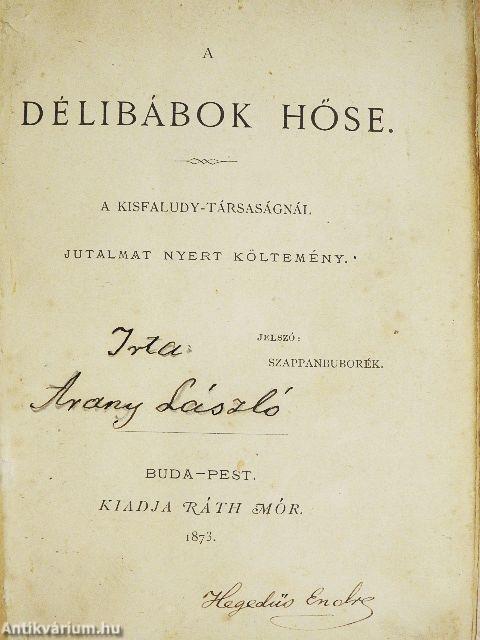 A
DÉLIBÁBOK HŐSE.
A KISFALUDY-TÁRSASÁGNÁL
JUTALMAT NYERT KÖLTEMÉNY.
JELSZÓ:
SZAPPANBUBORÉK.
Irta
Arany László
BUDA-PEST.
KIADJA RÁTH MÓR.
1873.
Hegedüs Endre
Antikvárium.hu